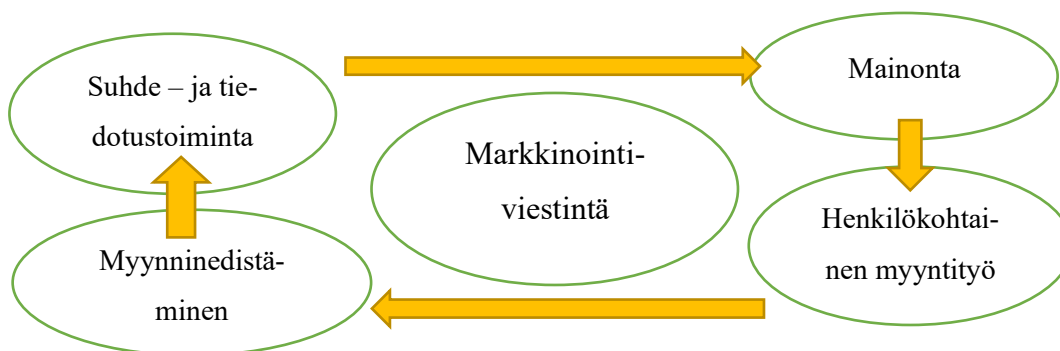 Suhde – ja tie-
dotustoiminta
Mainonta
Markkinointi-
viestintä
Henkilökohtai-
nen myyntityö
Myynninedistä-
minen